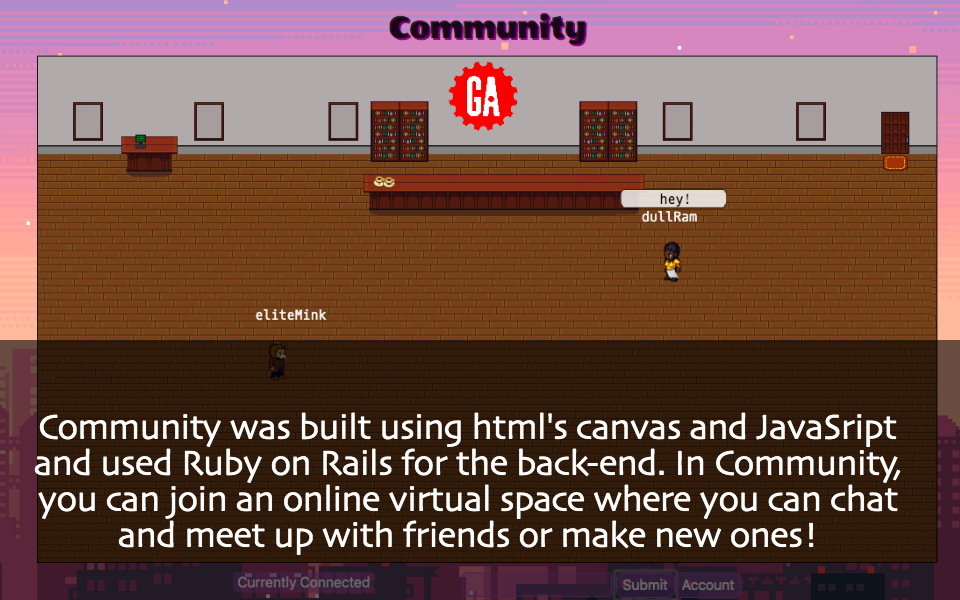 Community
GA
hey!
dullRam
eliteMink
Community was built using html's canvas and JavaSript
and used Ruby on Rails for the back-end. In Community,
you can join an online virtual space where you can chat
and meet up with friends or make new ones!
Currently Connected
Submit
Account